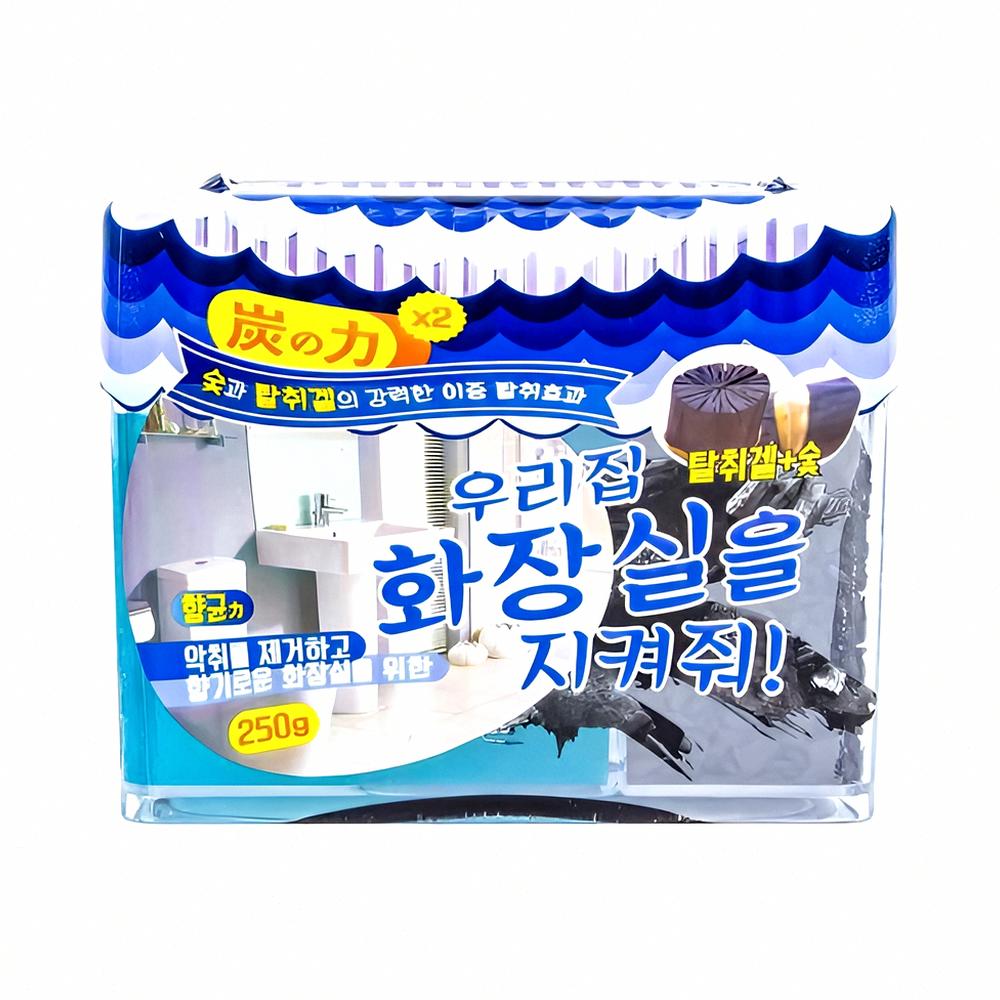 炭の力
x2
숯과 탈취겔의 강력한 이중 탈취효과
탈취겔+숯
우리집
화장실을
지켜줘!
향균力
악취를 제거하고
향기로운 화장실을 위한
250g